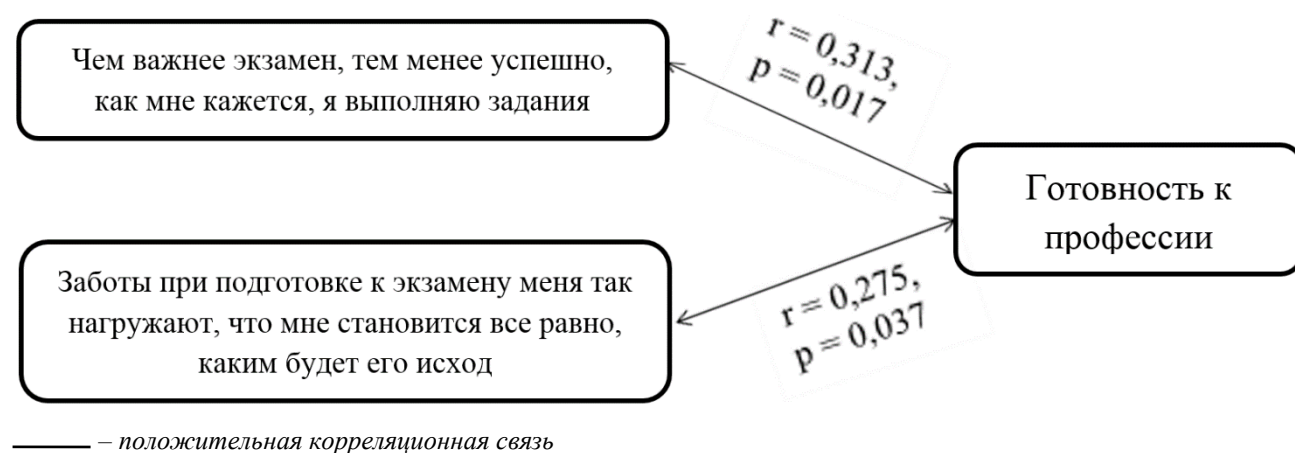 Чем важнее экзамен, тем менее успешно,
как мне кажется, я выполняю задания
r = 0,313,
p = 0,017
Готовность к
профессии
Заботы при подготовке к экзамену меня так
нагружают, что мне становится все равно,
каким будет его исход
r = 0,275,
p = 0,037
– положительная корреляционная связь